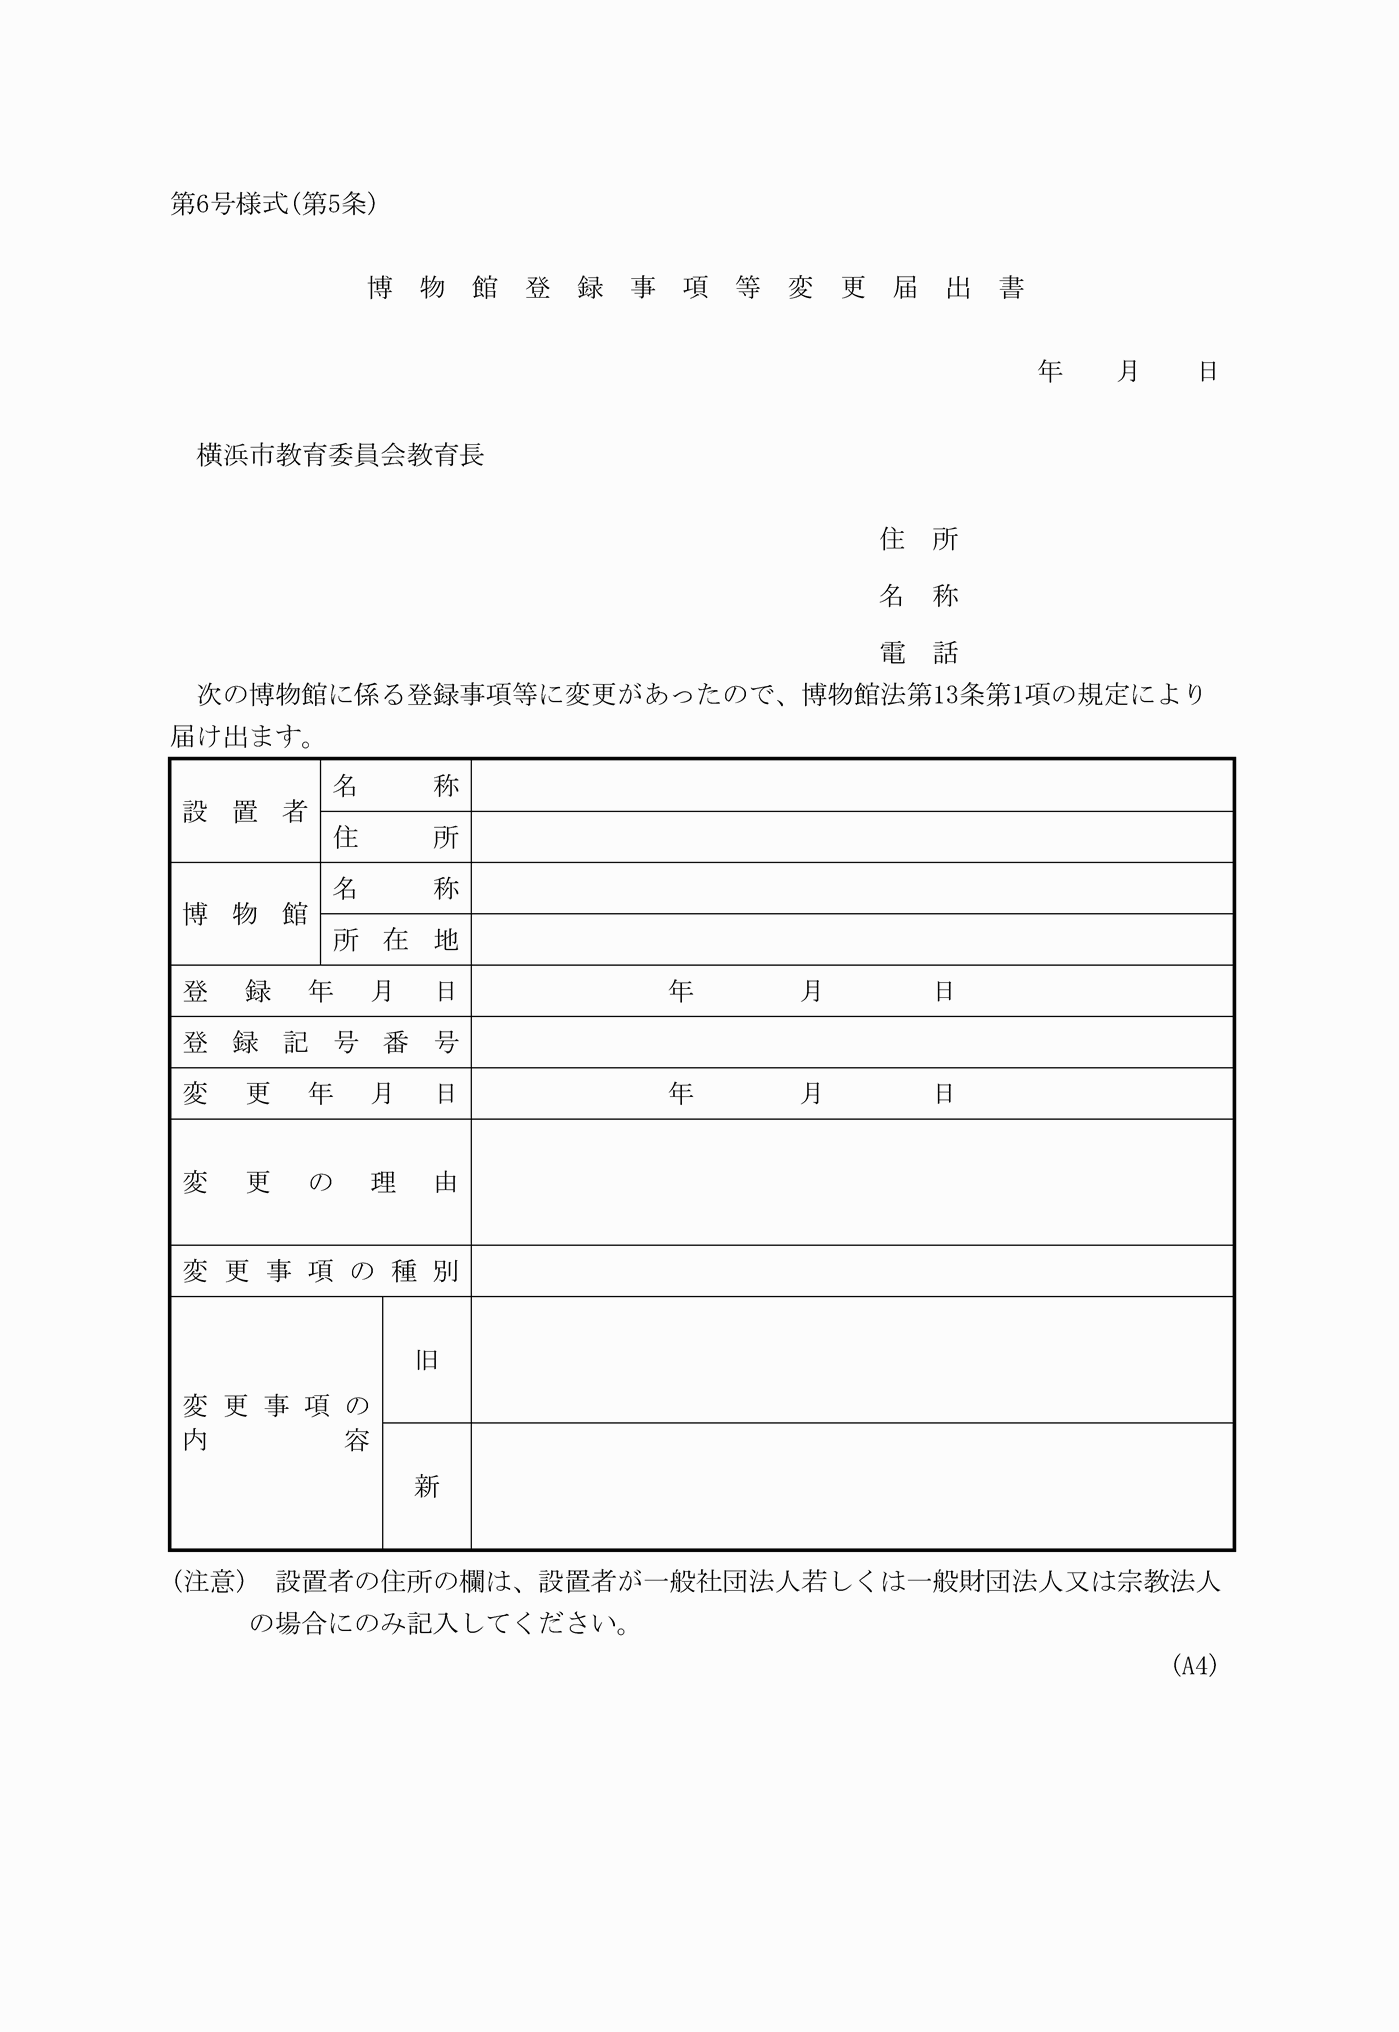 第6号様式(第5条)
博物館登録事項等変更届出書
年　月　日
横浜市教育委員会教育長
住　所
名　称
電　話
次の博物館に係る登録事項等に変更があったので、博物館法第13条第1項の規定により
届け出ます。
設置者
名称
住所
博物館
名称
所在地
登録年月日
年　月　日
登録記号番号
変更年月日
年　月　日
変更の理由
変更事項の種別
変更事項の
内容
旧
新
(注意)　設置者の住所の欄は、設置者が一般社団法人若しくは一般財団法人又は宗教法人
の場合にのみ記入してください。
(A4)